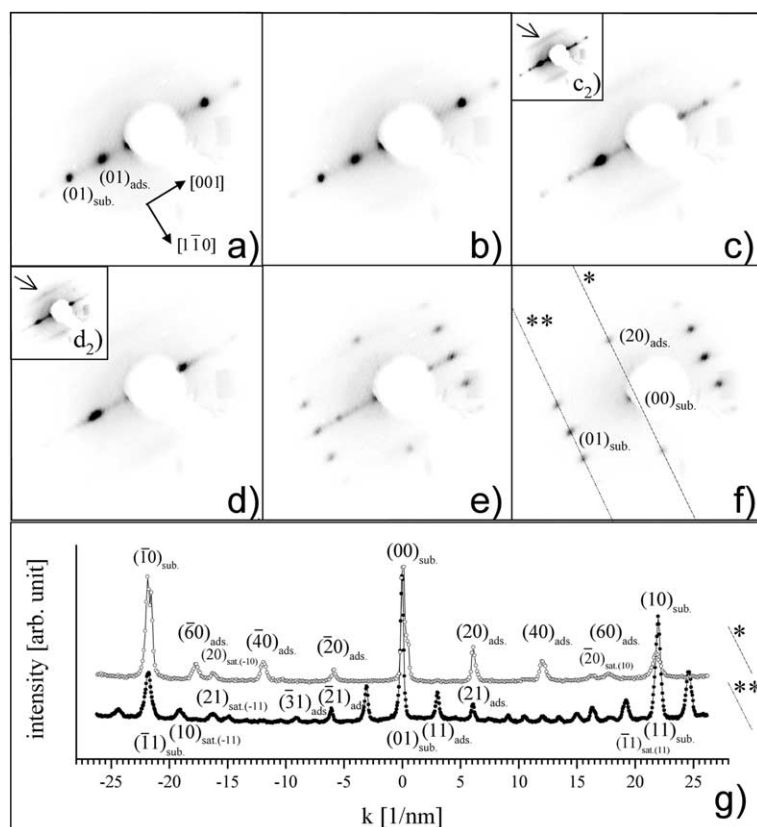 c₂)
(01)sub. (01)ads. [001]
[11̅0]
a) b) c)
d₂)
* **
(20)ads.
(00)sub.
(01)sub.
d) e) f)
intensity [arb. unit]
(1̅0)sub. (6̅0)ads. (20)sat.(-10) (4̅0)ads. (2̅0)ads. (00)sub. (20)ads. (40)ads. (60)ads. (2̅0)sat.(10) (10)sub. *
(1̅1)sub. (10)sat.(-11) (21)sat.(-11) (3̅1)ads. (2̅1)ads. (01)sub. (11)ads. (21)ads. (1̅1)sat.(11) (11)sub. **
-25 -20 -15 -10 -5 0 5 10 15 20 25
k [1/nm] g)